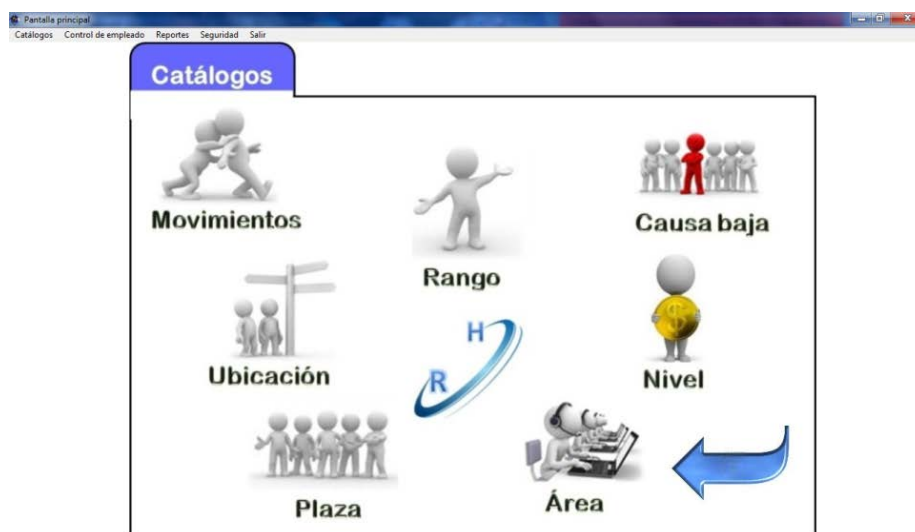 Pantalla principal
Catálogos Control de empleado Reportes Seguridad Salir
Catálogos
Movimientos
Rango
Causa baja
Ubicación
H
R
Nivel
Plaza
Área